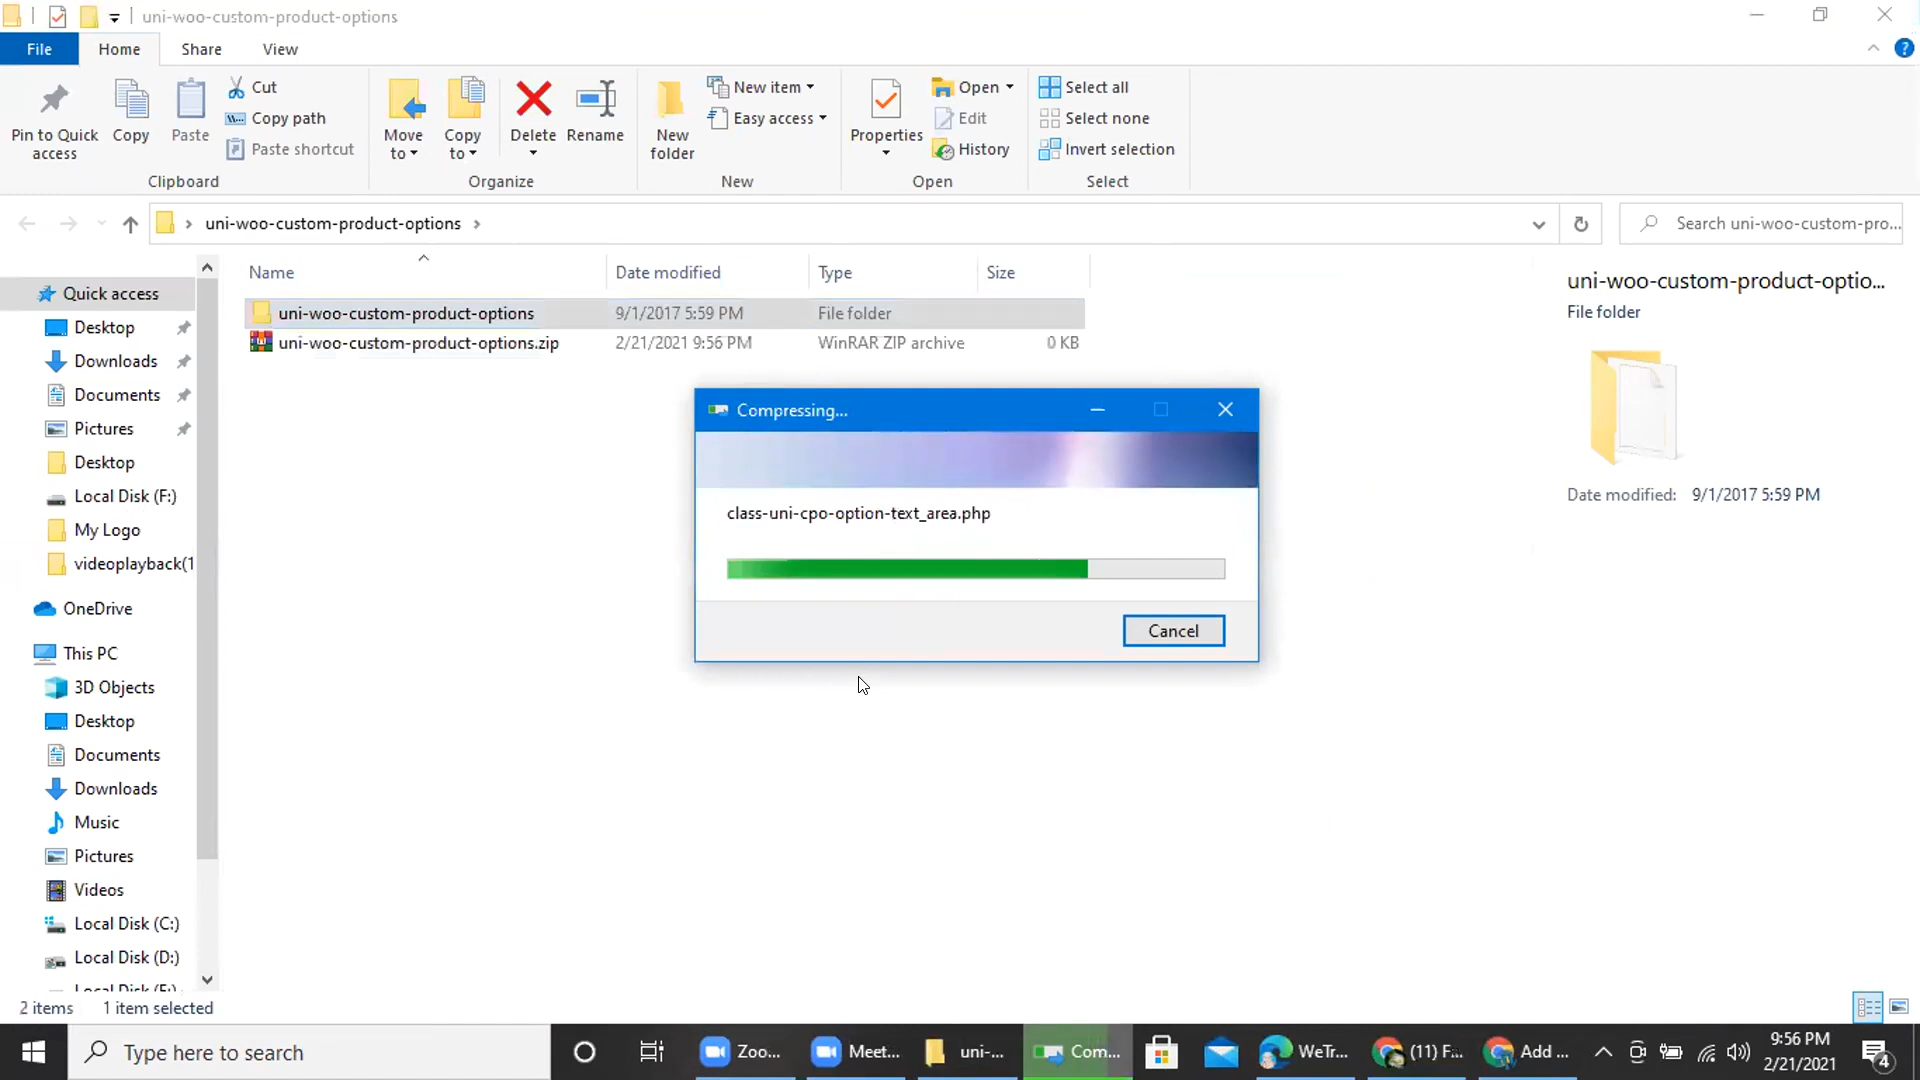 uni-woo-custom-product-options
File Home Share View
Pin to Quick access
Copy
Paste
Cut
Copy path
Paste shortcut
Clipboard
Move to
Copy to
Delete
Rename
Organize
New folder
New item
Easy access
New
Properties
Open
Edit
History
Open
Select all
Select none
Invert selection
Select
uni-woo-custom-product-options
Search uni-woo-custom-pro...
Name Date modified Type Size
uni-woo-custom-product-options 9/1/2017 5:59 PM File folder
uni-woo-custom-product-options.zip 2/21/2021 9:56 PM WinRAR ZIP archive 0 KB
Quick access
Desktop
Downloads
Documents
Pictures
Desktop
Local Disk (F:)
My Logo
videoplayback(1
OneDrive
This PC
3D Objects
Desktop
Documents
Downloads
Music
Pictures
Videos
Local Disk (C:)
Local Disk (D:)
Compressing...
class-uni-cpo-option-text_area.php
Cancel
uni-woo-custom-product-optio...
File folder
Date modified: 9/1/2017 5:59 PM
2 items 1 item selected
Type here to search
Zoo...
Meet...
uni-...
Com...
WeTr...
(11) F...
Add ...
9:56 PM
2/21/2021
4